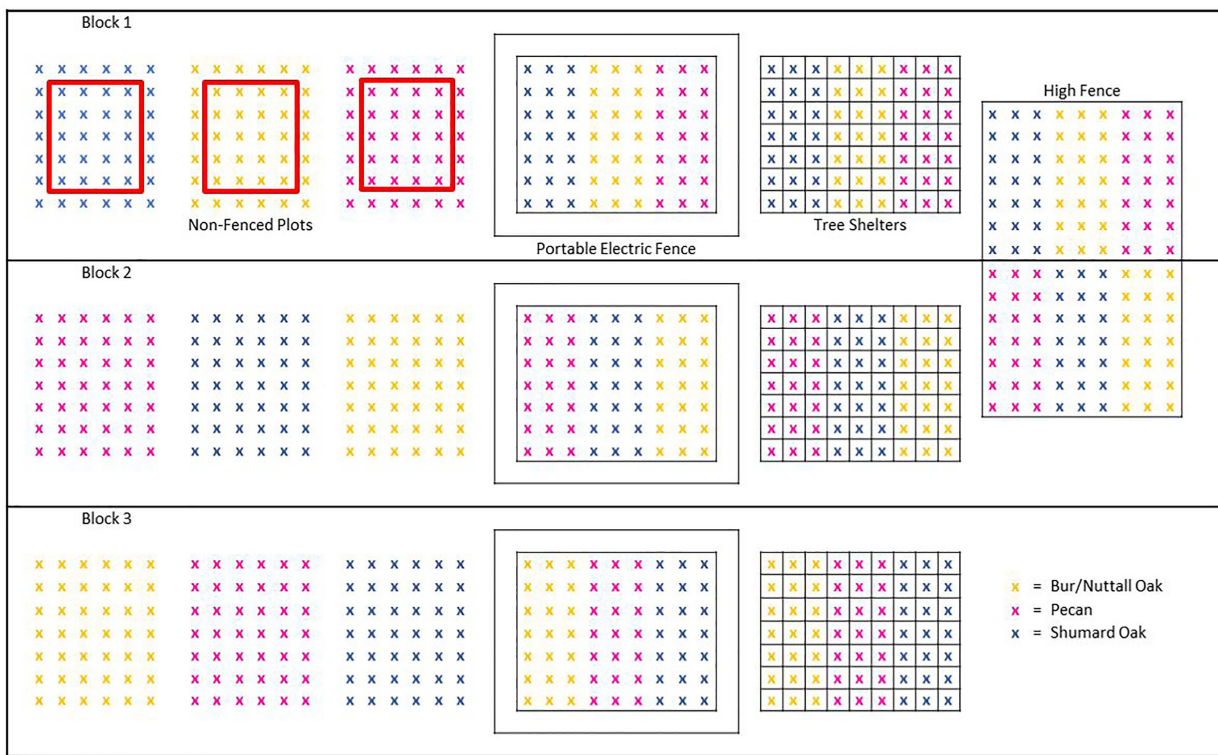 Block 1
High Fence
Non-Fenced Plots
Tree Shelters
Portable Electric Fence
Block 2
Block 3
x = Bur/Nuttall Oak
x = Pecan
x = Shumard Oak